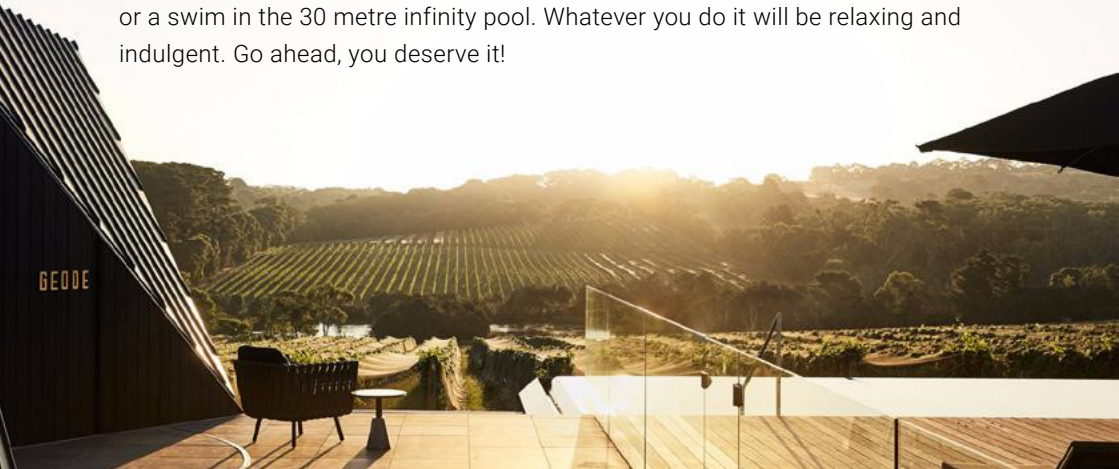 or a swim in the 30 metre infinity pool. Whatever you do it will be relaxing and
indulgent. Go ahead, you deserve it!
GEODE